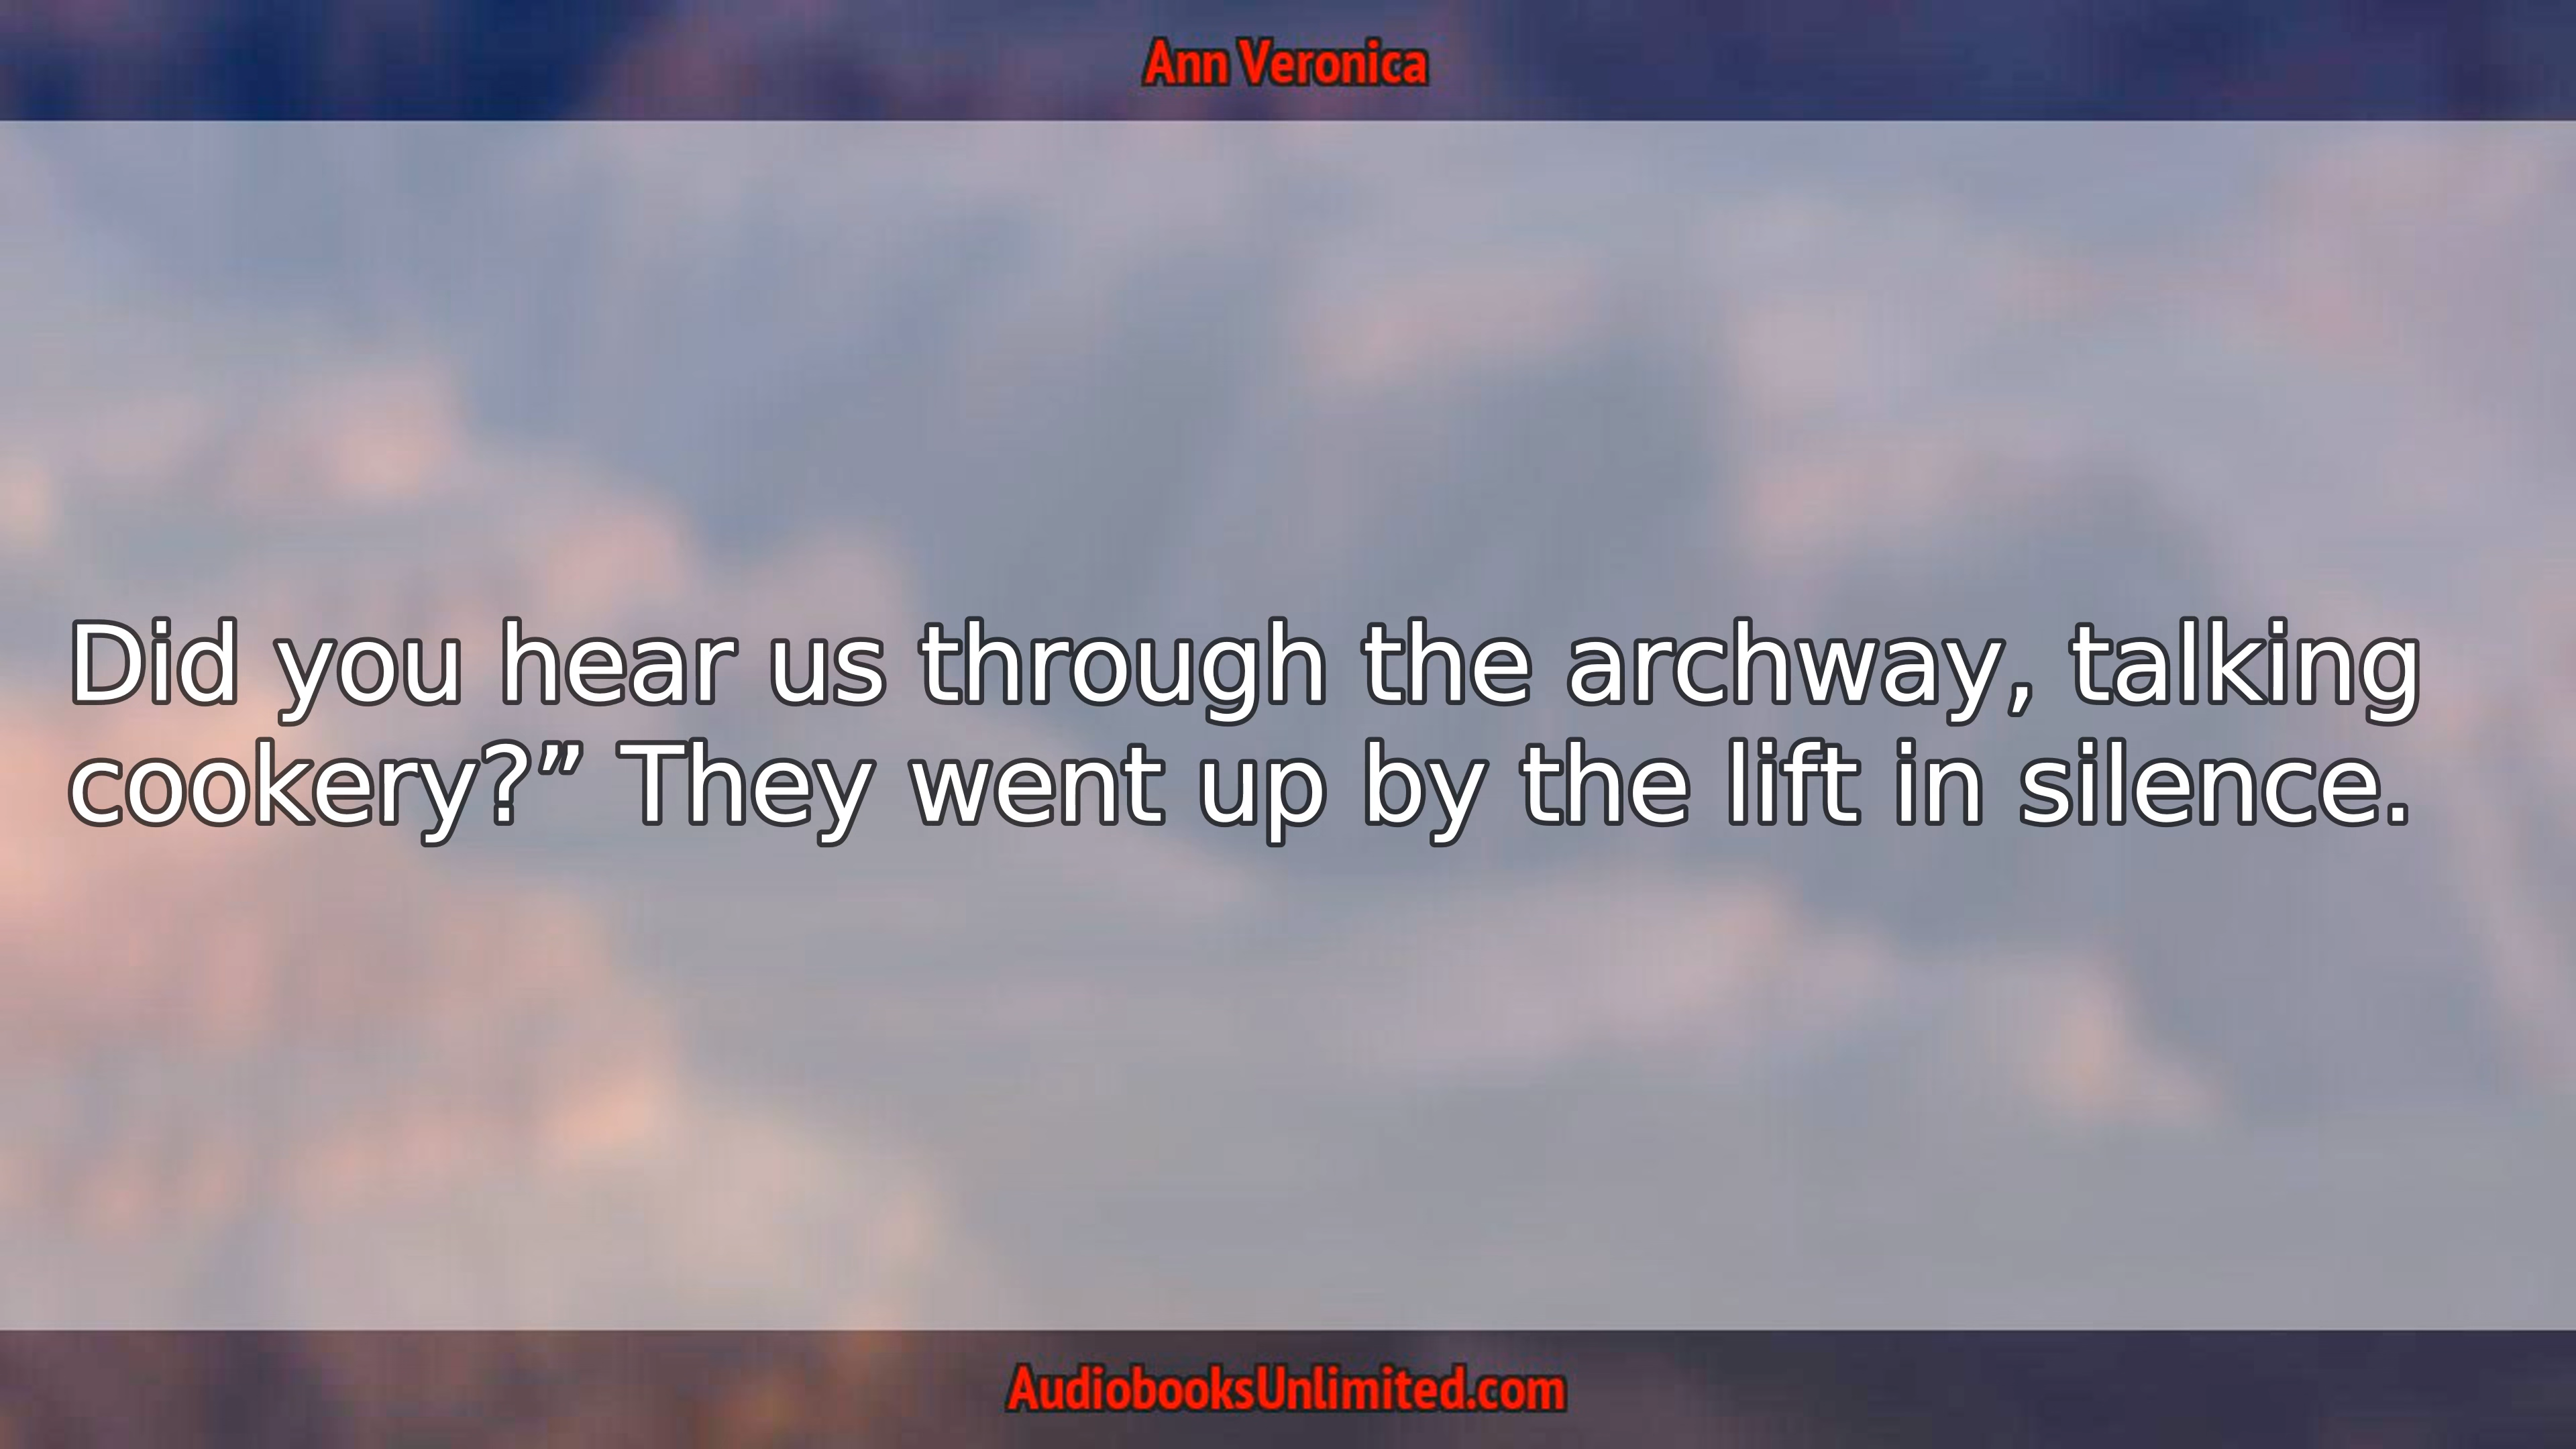 Ann Veronica
Did you hear us through the archway, talking
cookery?” They went up by the lift in silence.
AudiobooksUnlimited.com